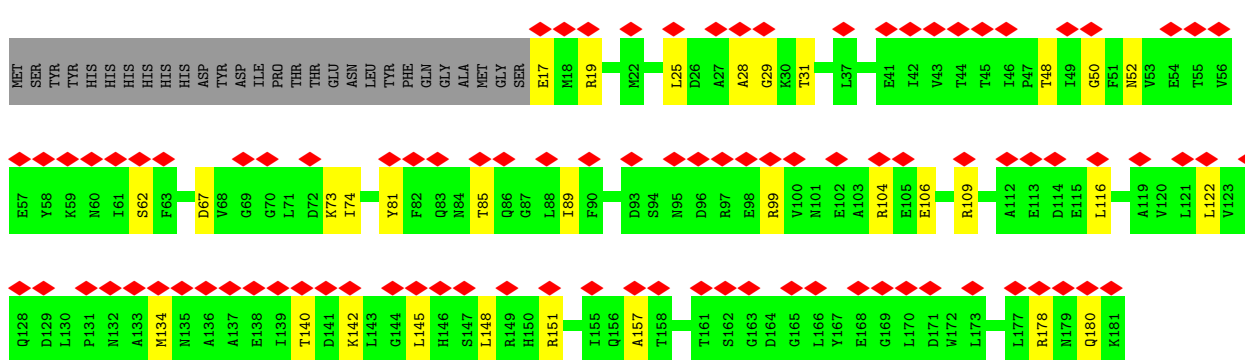 MET SER TYR TYR HIS HIS HIS HIS HIS HIS ASP TYR ASP ILE PRO THR THR GLU ASN LEU TYR PHE GLN GLY ALA MET GLY SER E17 M18 R19 M22 L25 D26 A27 A28 G29 K30 T31 L37 E41 I42 V43 T44 T45 I46 P47 T48 I49 G50 F51 N52 V53 E54 T55 V56
E57 Y58 K59 N60 I61 S62 F63 D67 V68 G69 G70 L71 D72 K73 I74 Y81 F82 Q83 N84 T85 Q86 G87 L88 I89 F90 D93 S94 N95 D96 R97 E98 R99 V100 N101 E102 A103 R104 E105 E106 R109 A112 E113 D114 E115 L116 A119 V120 L121 L122 V123
Q128 D129 L130 P131 N132 A133 M134 N135 A136 A137 E138 I139 T140 D141 K142 L143 G144 L145 H146 S147 L148 R149 H150 R151 I155 Q156 A157 T158 T161 S162 G163 D164 G165 L166 Y167 E168 G169 L170 D171 W172 L173 L177 R178 N179 Q180 K181